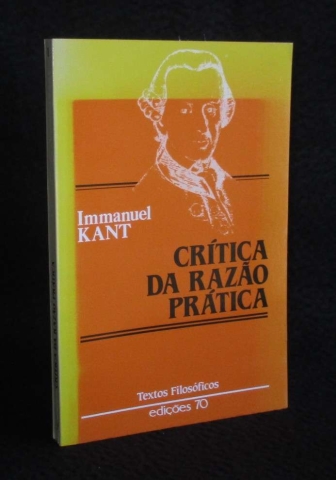 Immanuel
KANT
CRÍTICA
DA RAZÃO
PRÁTICA
Textos Filosóficos
edições 70